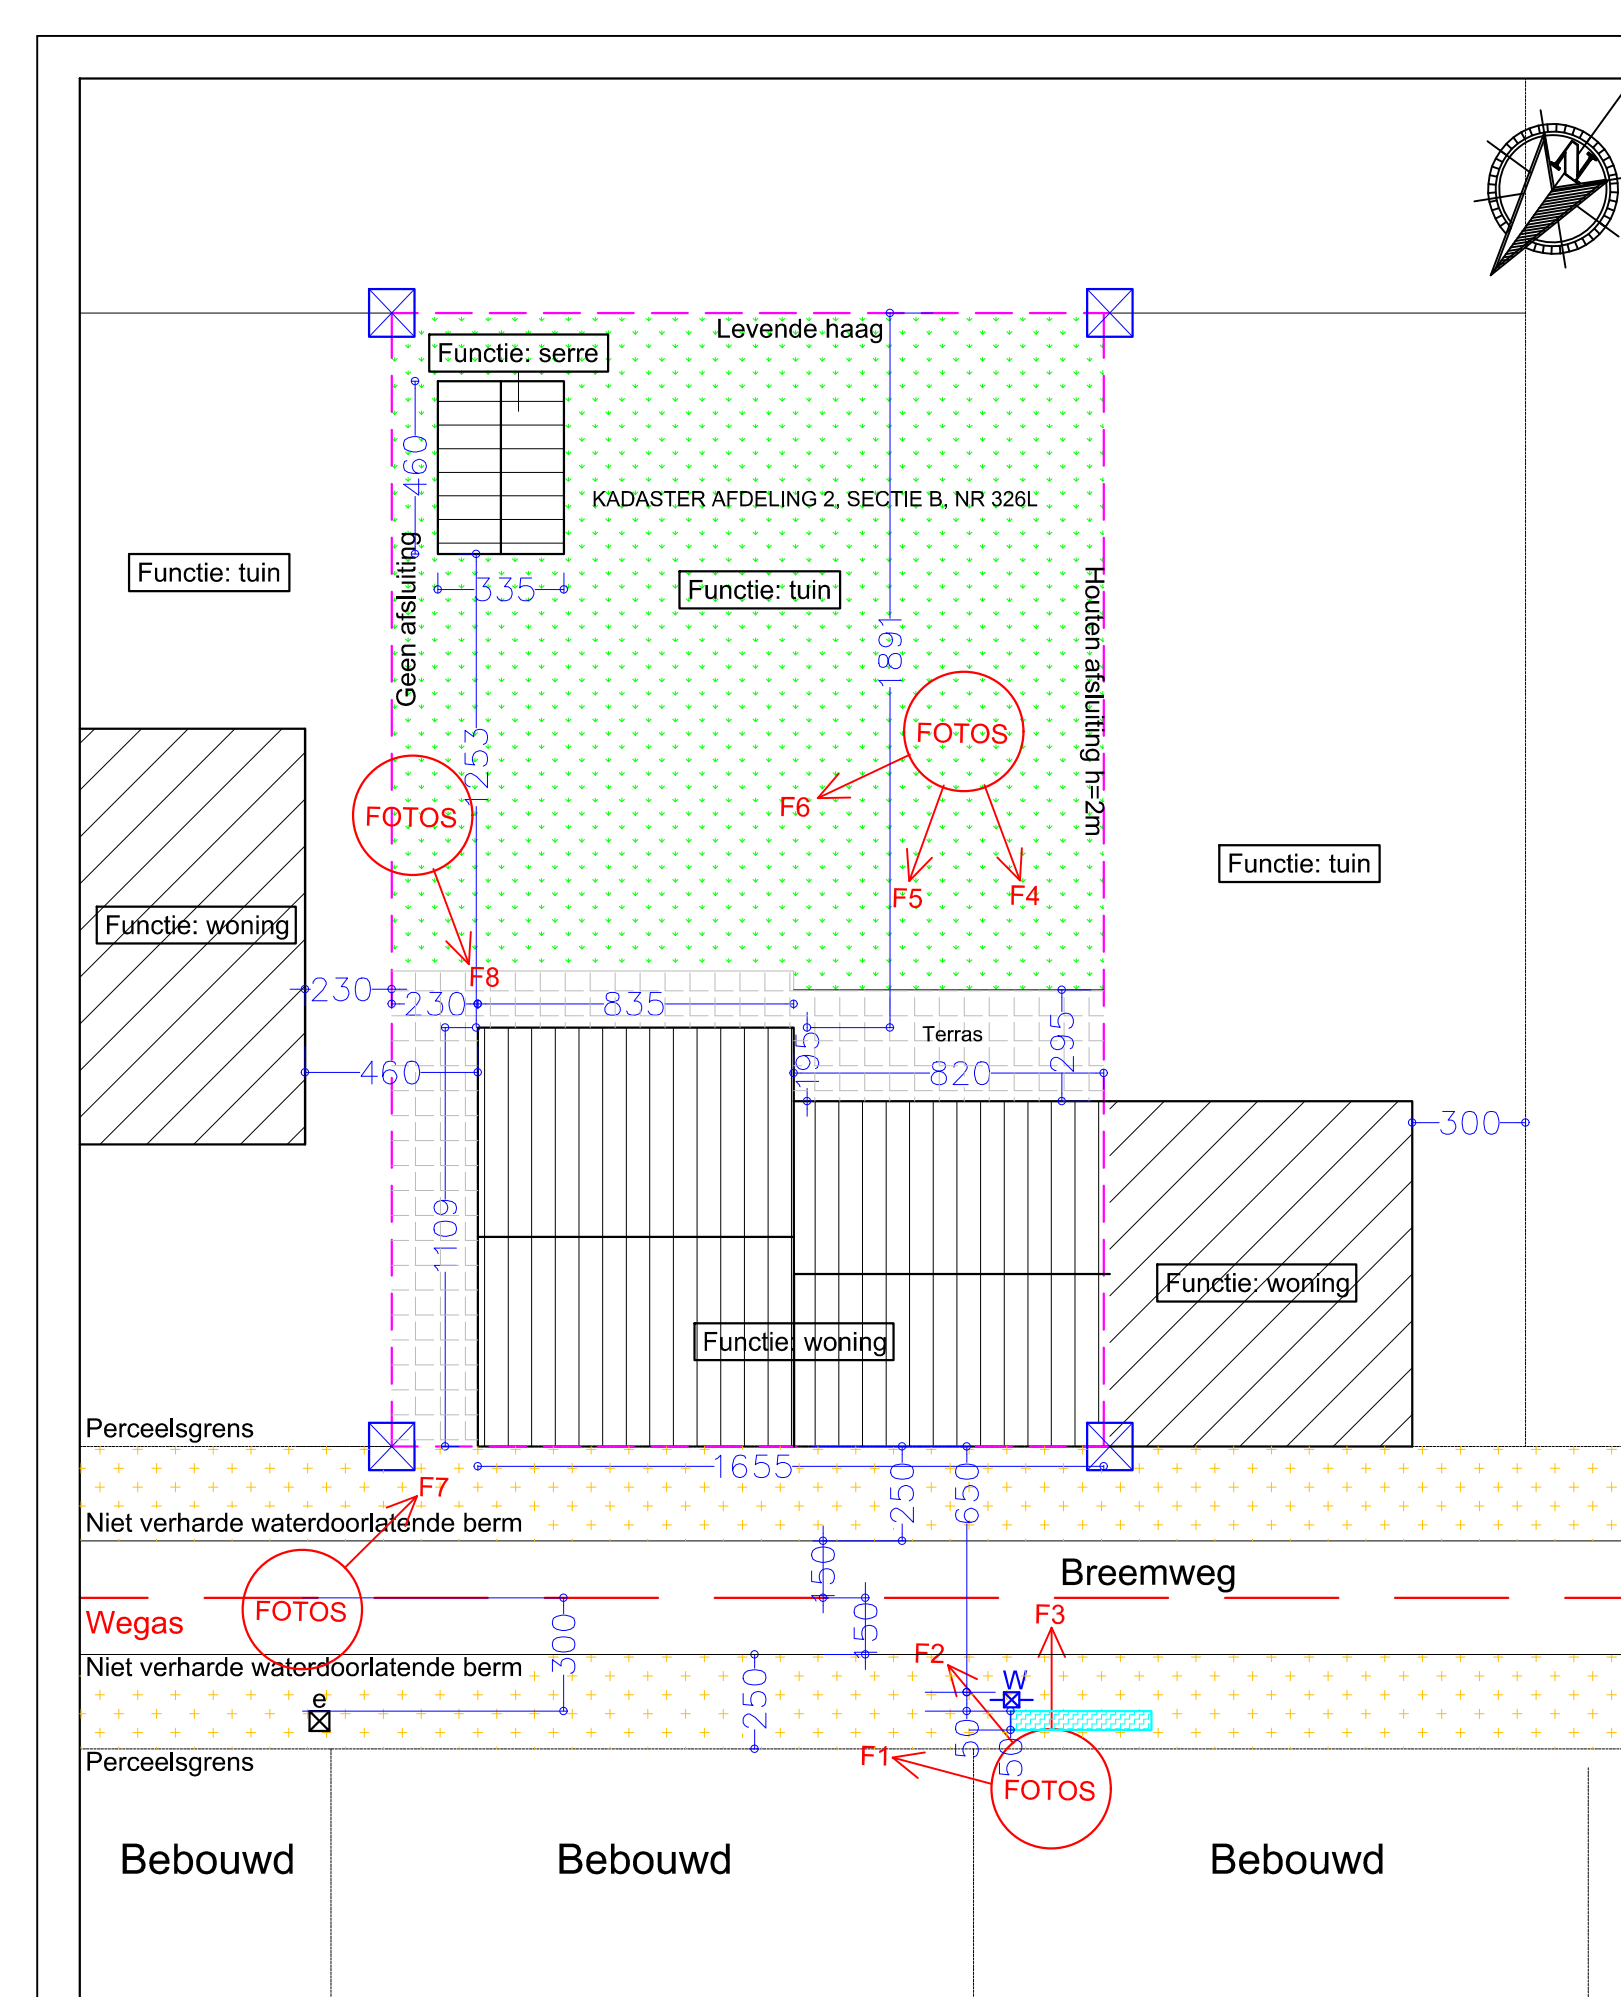 N
Levende haag
Functie: serre
460
KADASTER AFDELING 2, SECTIE B, NR 326L
Functie: tuin
335
Functie: tuin
Geen afsluiting
1891
Houten afsluiting h=2m
FOTOS
1253
F6
FOTOS
Functie: tuin
F5
F4
Functie: woning
F8
230
230
835
Terras
295
195
460
820
300
1109
Functie: woning
Functie: woning
Perceelsgrens
1655
250
650
F7
Niet verharde waterdoorlatende berm
150
Breemweg
FOTOS
Wegas
F3
300
150
F2
Niet verharde waterdoorlatende berm
W
e
250
50
50
F1
Perceelsgrens
FOTOS
Bebouwd
Bebouwd
Bebouwd